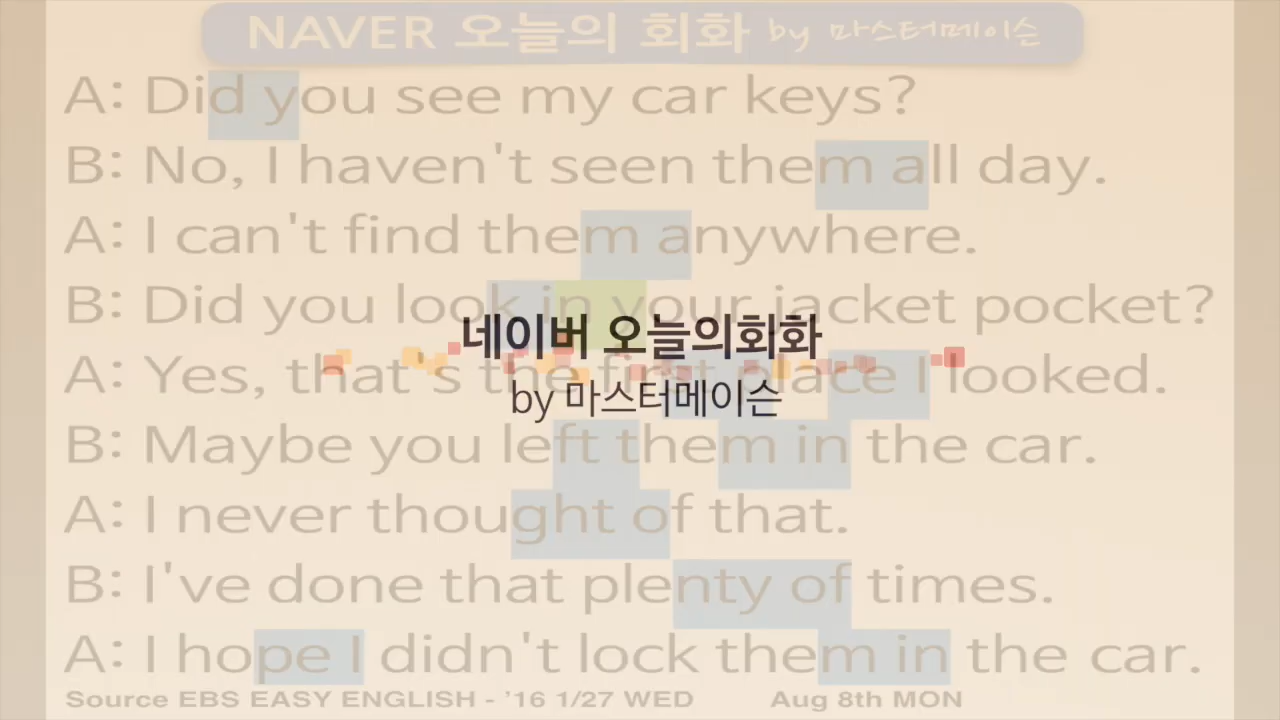 NAVER 오늘의 회화 by 마스터메이슨
A: Did you see my car keys?
B: No, I haven't seen them all day.
A: I can't find them anywhere.
B: Did you look in your jacket pocket?
네이버 오늘의회화
A: Yes, that's the first place I looked.
by 마스터메이슨
B: Maybe you left them in the car.
A: I never thought of that.
B: I've done that plenty of times.
A: I hope I didn't lock them in the car.
Source EBS EASY ENGLISH - ’16 1/27 WED Aug 8th MON